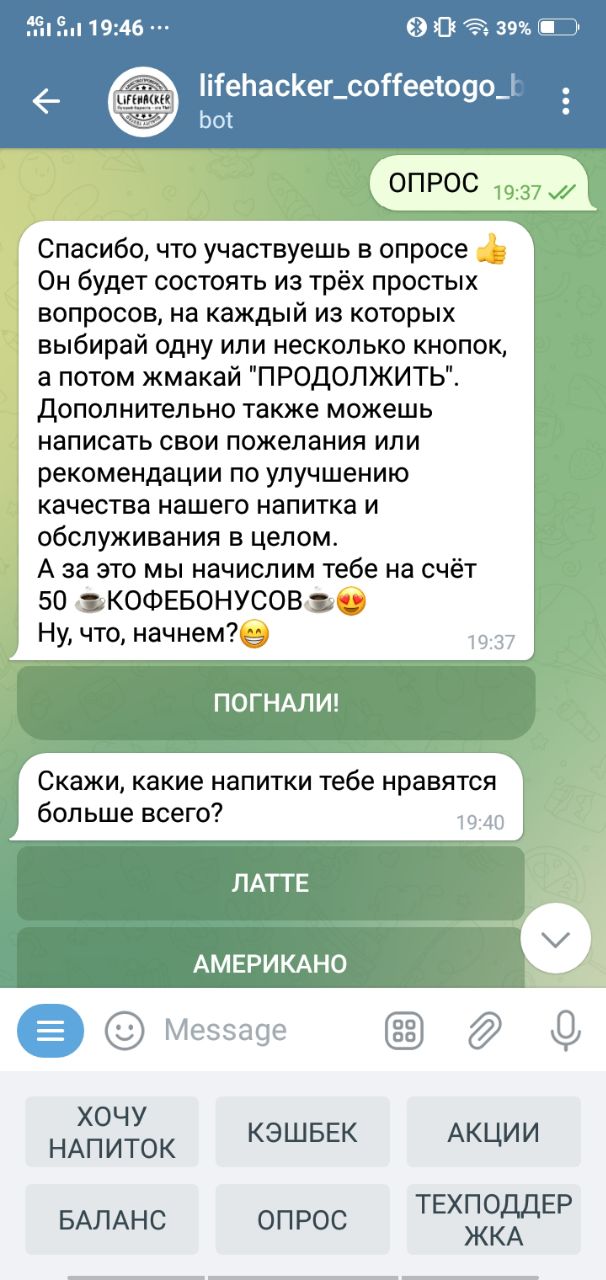 4G G 19:46 ... 39%
LIFEHACKER
lifehacker_coffeetogo_b
bot
ОПРОС 19:37
Спасибо, что участвуешь в опросе 👍
Он будет состоять из трёх простых
вопросов, на каждый из которых
выбирай одну или несколько кнопок,
а потом жмакай "ПРОДОЛЖИТЬ".
Дополнительно также можешь
написать свои пожелания или
рекомендации по улучшению
качества нашего напитка и
обслуживания в целом.
А за это мы начислим тебе на счёт
50 ☕КОФЕБОНУСОВ☕😍
Ну, что, начнем?😁 19:37
ПОГНАЛИ!
Скажи, какие напитки тебе нравятся
больше всего? 19:40
ЛАТТЕ
АМЕРИКАНО
Message
ХОЧУ
НАПИТОК
КЭШБЕК
АКЦИИ
БАЛАНС
ОПРОС
ТЕХПОДДЕР
ЖКА